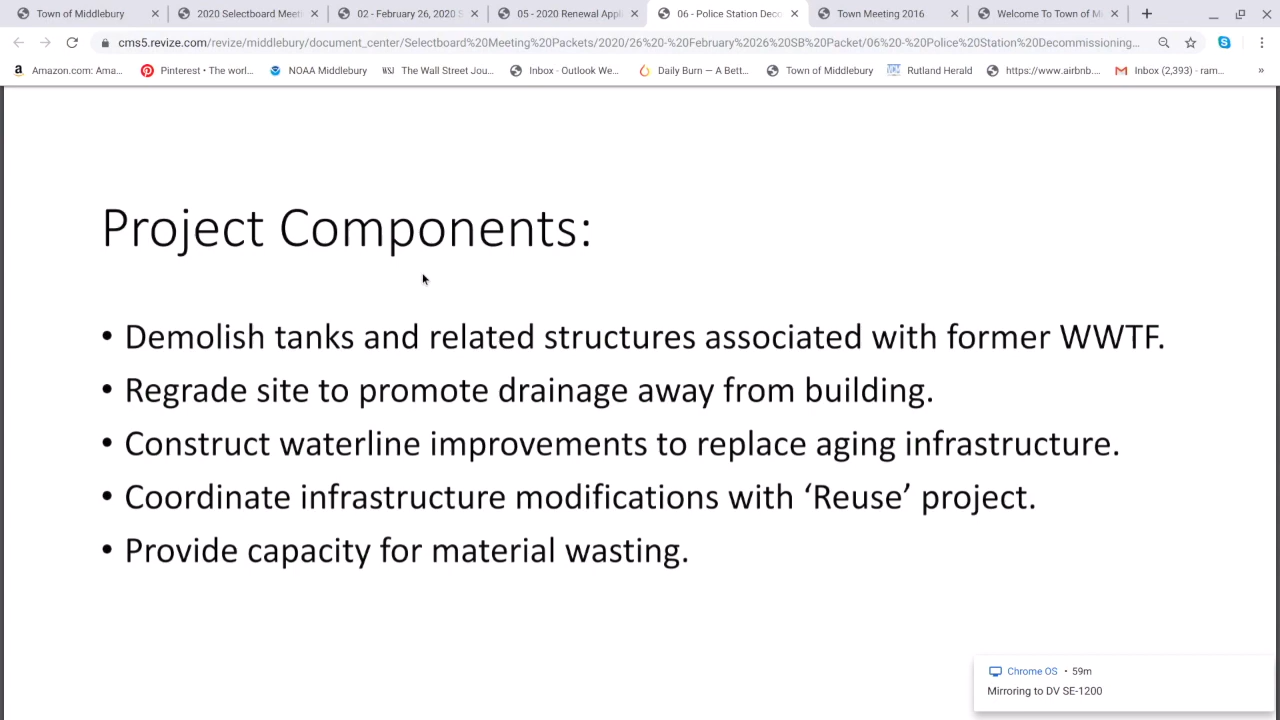 Town of Middlebury
2020 Selectboard Meeti
02 - February 26, 2020 S
05 - 2020 Renewal Appli
06 - Police Station Deco
Town Meeting 2016
Welcome To Town of Mi
cms5.revize.com/revize/middlebury/document_center/Selectboard%20Meeting%20Packets/2020/26%20-%20February%2026%20SB%20Packet/06%20-%20Police%20Station%20Decommissioning...
Amazon.com: Ama...
Pinterest • The worl...
NOAA Middlebury
WSJ The Wall Street Jou...
Inbox - Outlook We...
Daily Burn — A Bett...
Town of Middlebury
Rutland Herald
https://www.airbnb....
Inbox (2,393) - ram...
»
Project Components:
• Demolish tanks and related structures associated with former WWTF.
• Regrade site to promote drainage away from building.
• Construct waterline improvements to replace aging infrastructure.
• Coordinate infrastructure modifications with ‘Reuse’ project.
• Provide capacity for material wasting.
Chrome OS • 59m
Mirroring to DV SE-1200